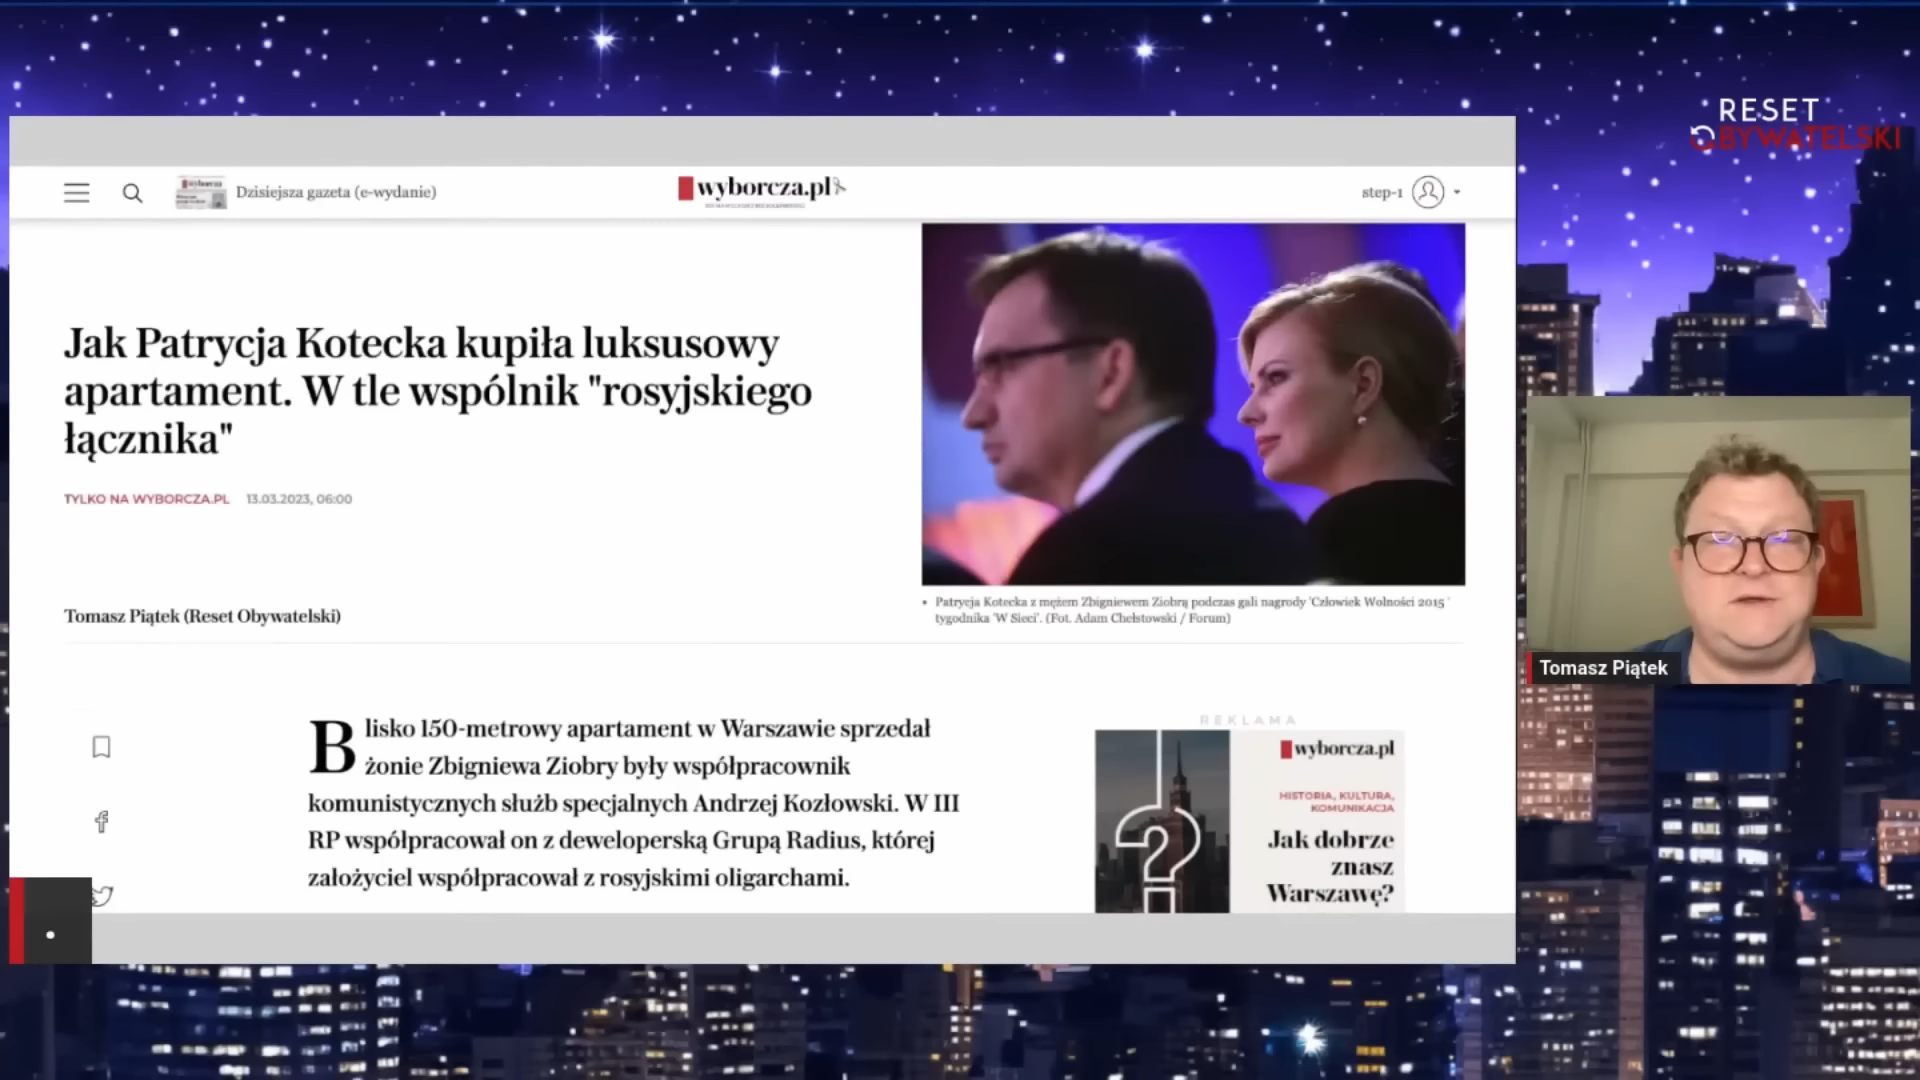 RESET
OBYWATELSKI
Dzisiejsza gazeta (e-wydanie)
wyborcza.pl
step-1
Jak Patrycja Kotecka kupiła luksusowy
apartament. W tle wspólnik "rosyjskiego
łącznika"
TYLKO NA WYBORCZA.PL 13.03.2023, 06:00
Tomasz Piątek (Reset Obywatelski)
• Patrycja Kotecka z mężem Zbigniewem Ziobrą podczas gali nagrody 'Człowiek Wolności 2015 '
tygodnika 'W Sieci'. (Fot. Adam Chełstowski / Forum)
Tomasz Piątek
Blisko 150-metrowy apartament w Warszawie sprzedał
żonie Zbigniewa Ziobry były współpracownik
komunistycznych służb specjalnych Andrzej Kozłowski. W III
RP współpracował on z deweloperską Grupą Radius, której
założyciel współpracował z rosyjskimi oligarchami.
REKLAMA
wyborcza.pl
HISTORIA, KULTURA,
KOMUNIKACJA
Jak dobrze
znasz
Warszawę?